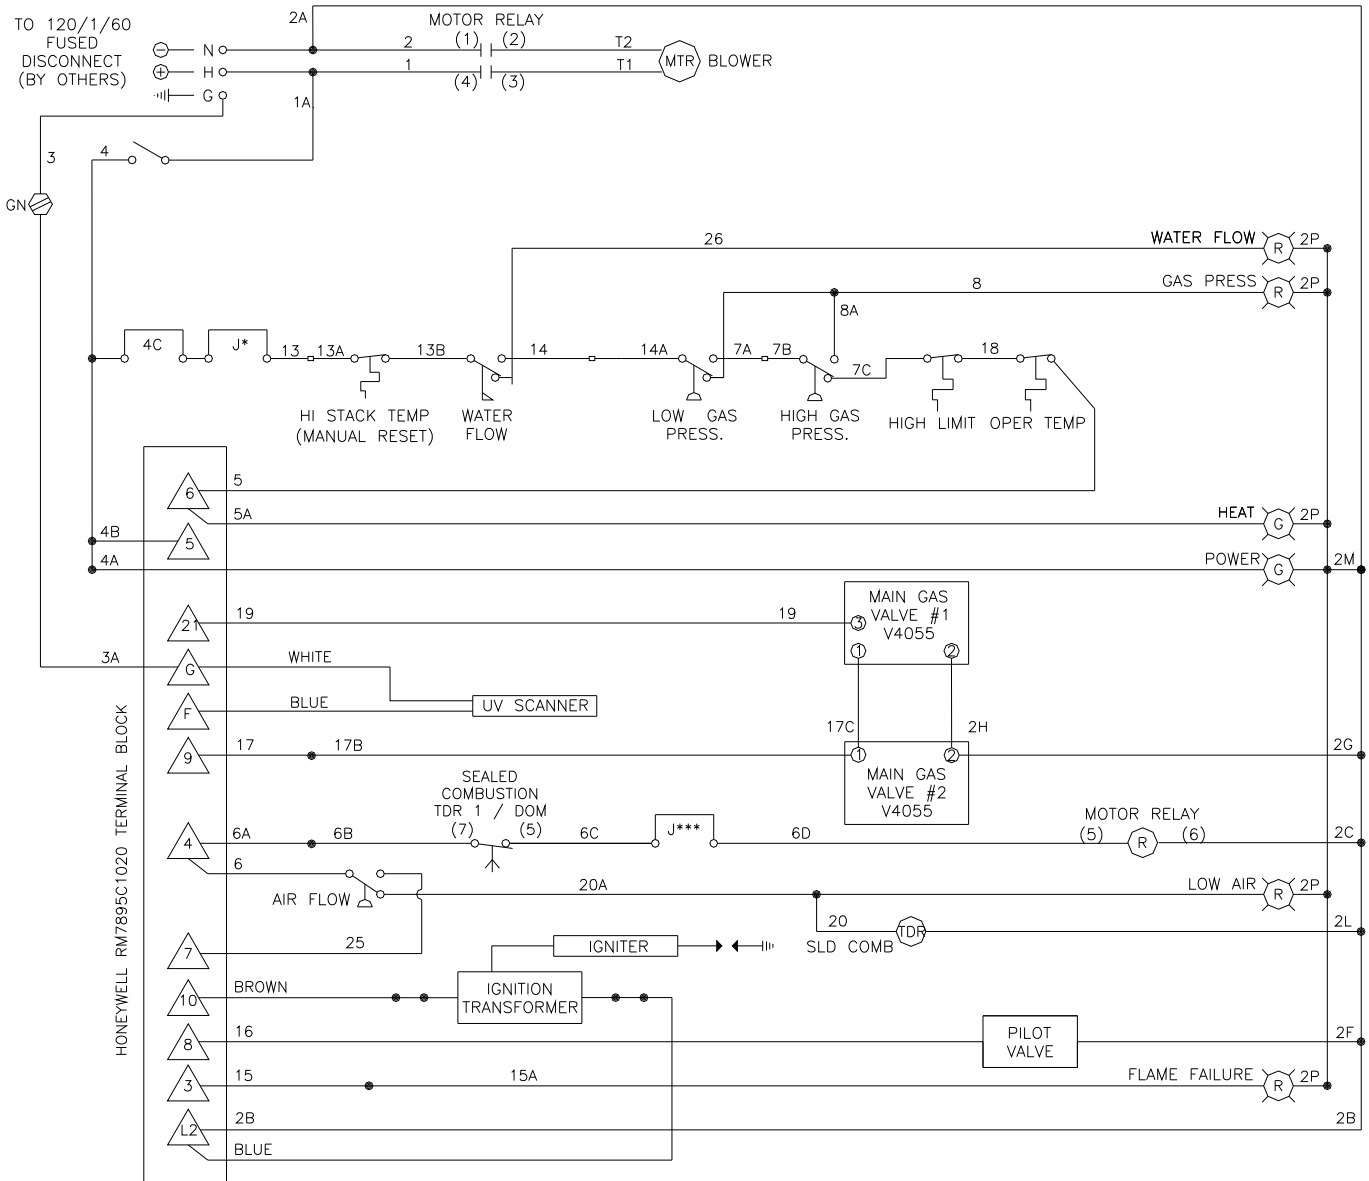 2A
TO 120/1/60
FUSED
DISCONNECT
(BY OTHERS)
MOTOR RELAY
(1) (2)
N
2
T2
MTR
BLOWER
H
1
T1
(4) (3)
G
1A
3
4
GN
26
WATER FLOW
R
2P
8
GAS PRESS
R
2P
8A
4C
J*
13
13A
13B
14
14A
7A
7B
7C
18
HI STACK TEMP
(MANUAL RESET)
WATER
FLOW
LOW GAS
PRESS.
HIGH GAS
PRESS.
HIGH LIMIT
OPER TEMP
6
5
5A
HEAT
G
2P
4B
5
4A
POWER
G
2M
MAIN GAS
VALVE #1
V4055
21
19
19
3
1
2
3A
G
WHITE
F
BLUE
UV SCANNER
17C
2H
9
17
17B
1
2
2G
MAIN GAS
VALVE #2
V4055
SEALED
COMBUSTION
TDR 1 / DOM
(7) (5)
4
6A
6B
6C
J***
6D
MOTOR RELAY
(5)
R
(6)
2C
6
AIR FLOW
20A
LOW AIR
R
2P
20
SLD COMB
TDR
2L
7
25
IGNITER
10
BROWN
IGNITION
TRANSFORMER
8
16
PILOT
VALVE
2F
3
15
15A
FLAME FAILURE
R
2P
L2
2B
2B
BLUE
HONEYWELL RM7895C1020 TERMINAL BLOCK